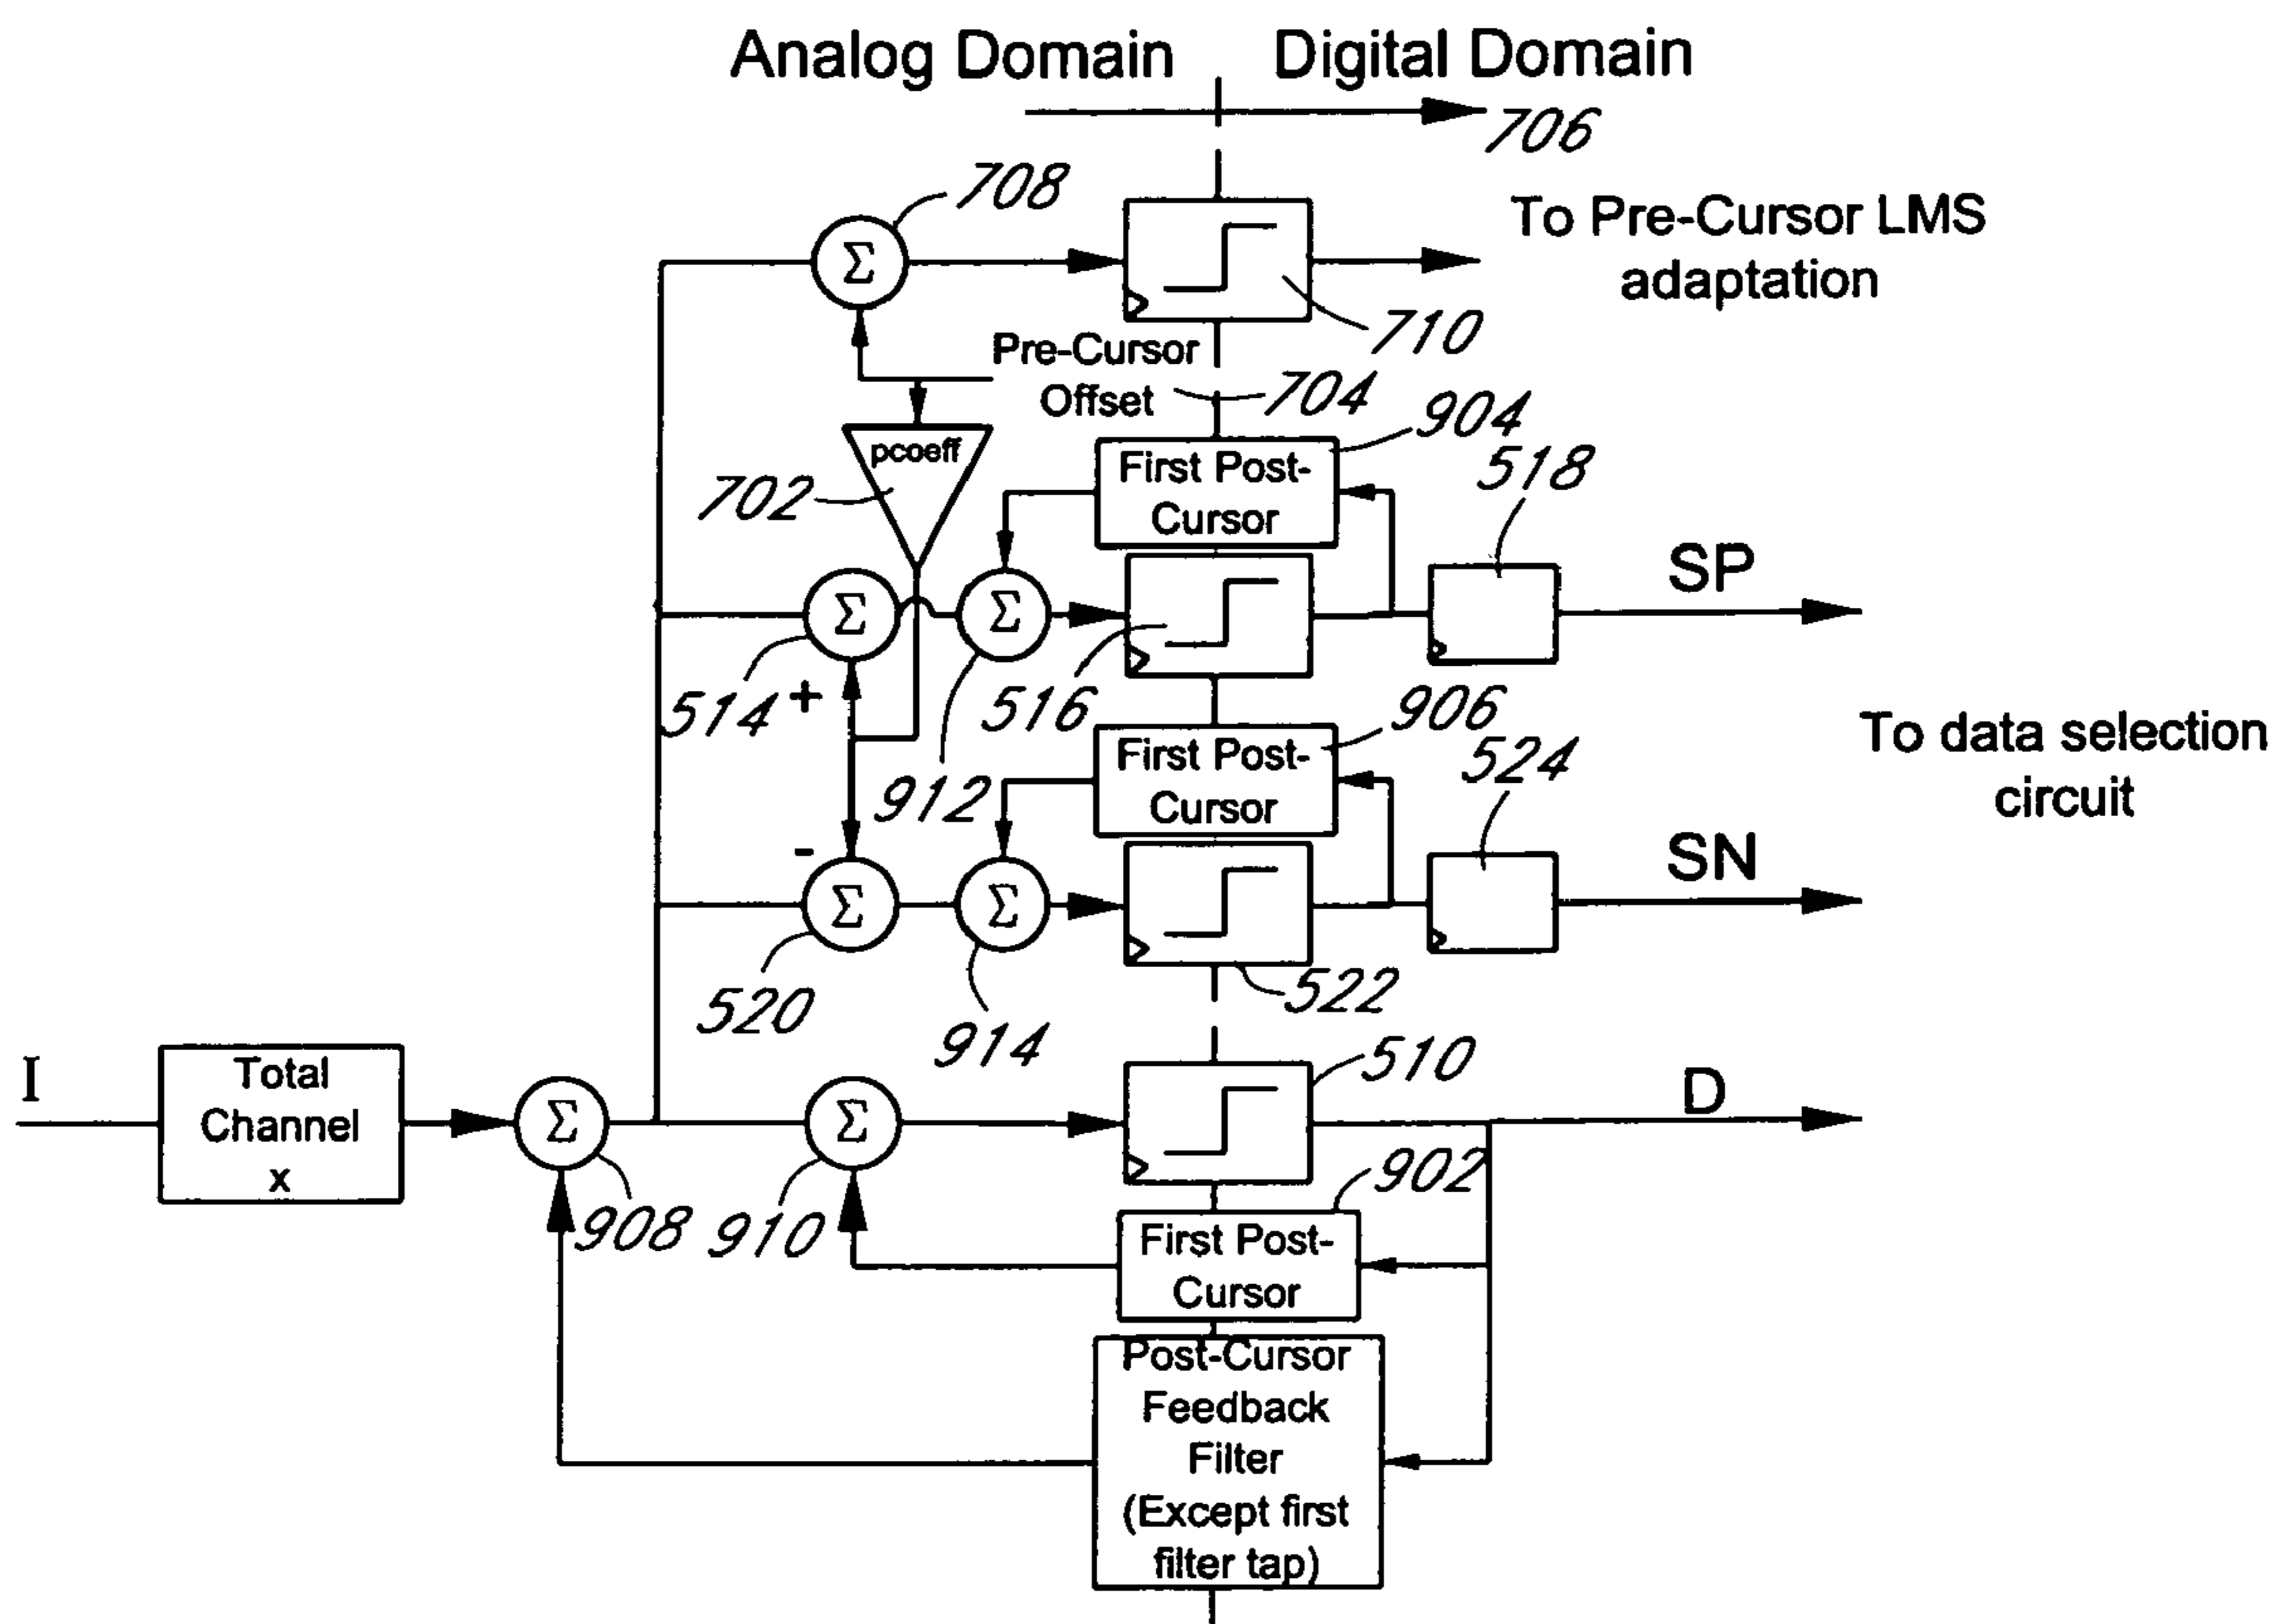 Analog Domain
Digital Domain
706
708
To Pre-Cursor LMS
adaptation
Σ
710
Pre-Cursor
Offset
704
904
pcoeff
702
First Post-
Cursor
518
SP
Σ
Σ
514
+
912
516
906
First Post-
Cursor
524
To data selection
circuit
-
SN
Σ
Σ
520
914
522
510
I
Total
Channel
x
Σ
Σ
D
902
908
910
First Post-
Cursor
Post-Cursor
Feedback
Filter
(Except first
filter tap)